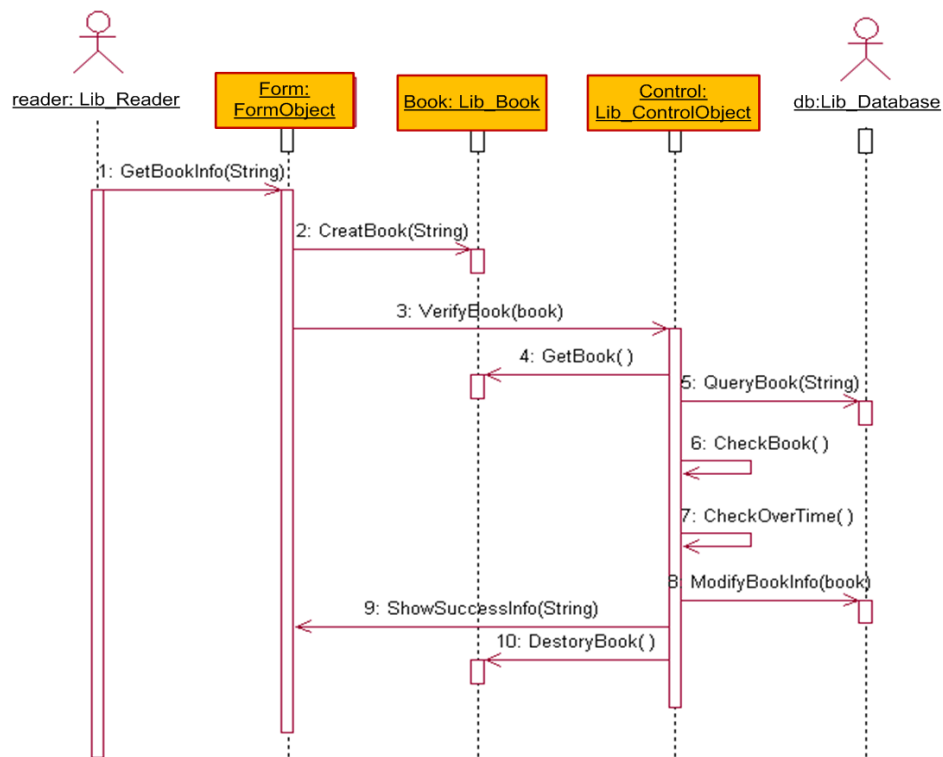 reader: Lib_Reader
Form:
FormObject
Book: Lib_Book
Control:
Lib_ControlObject
db:Lib_Database
1: GetBookInfo(String)
2: CreatBook(String)
3: VerifyBook(book)
4: GetBook( )
5: QueryBook(String)
6: CheckBook( )
7: CheckOverTime( )
8: ModifyBookInfo(book)
9: ShowSuccessInfo(String)
10: DestoryBook( )